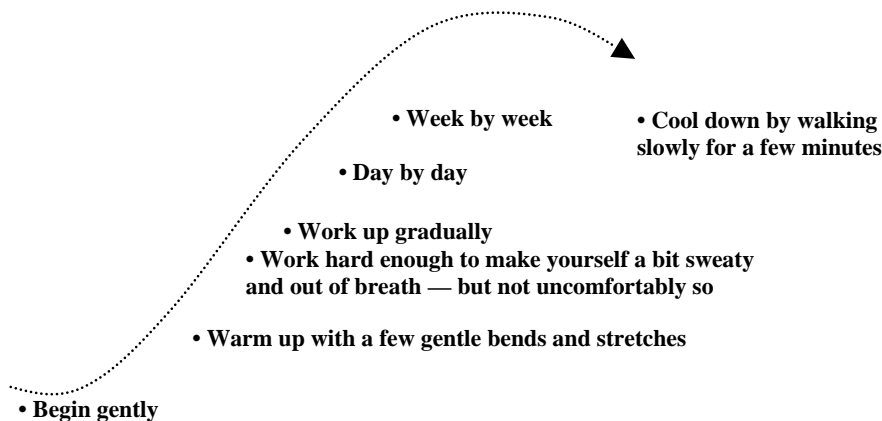 • Week by week
• Cool down by walking
slowly for a few minutes
• Day by day
• Work up gradually
• Work hard enough to make yourself a bit sweaty
and out of breath — but not uncomfortably so
• Warm up with a few gentle bends and stretches
• Begin gently